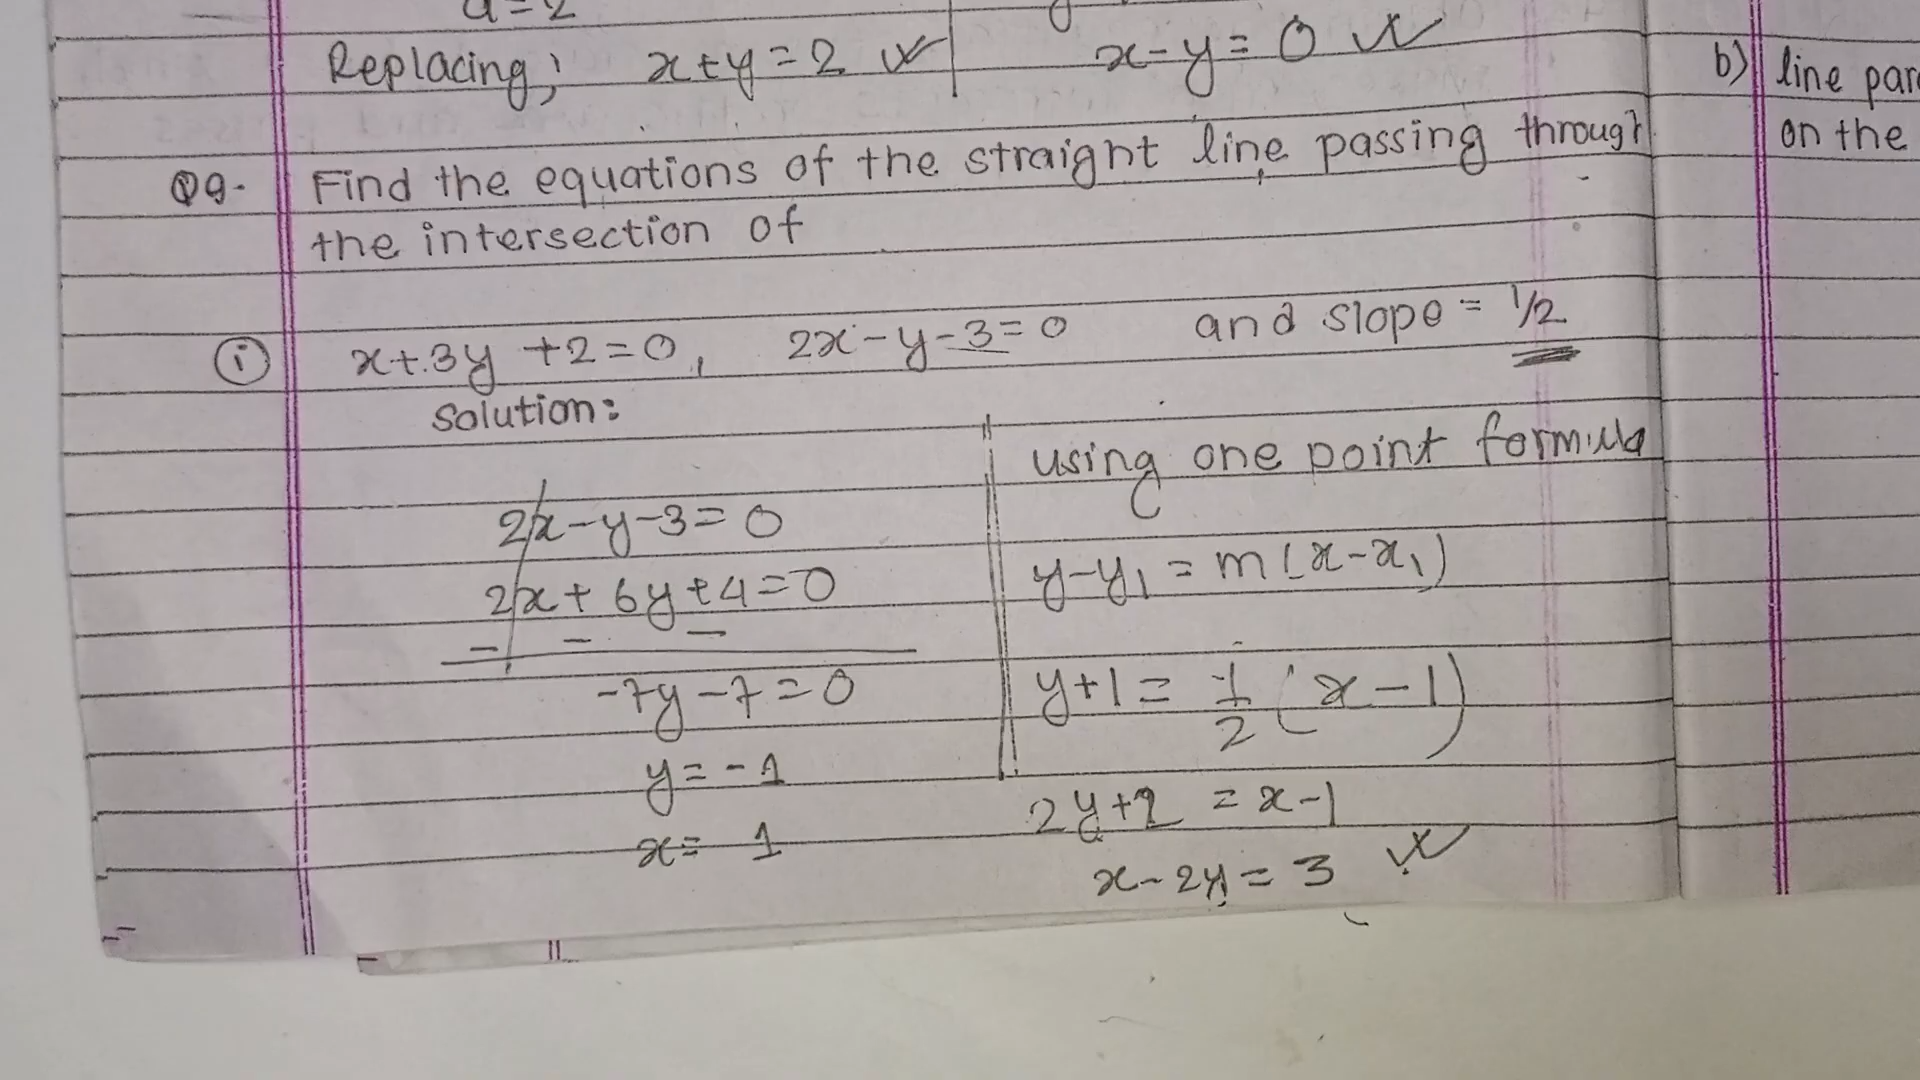 a=2
Replacing; x+y=2
x-y=0
Q9. Find the equations of the straight line passing through
the intersection of
(i) x+3y+2=0, 2x-y-3=0 and slope = 1/2
Solution:
2x-y-3=0
2x+6y+4=0
- - -
-7y-7=0
y=-1
x=1
using one point formula
y-y₁=m(x-x₁)
y+1=1/2(x-1)
2y+2=x-1
x-2y=3
b) line par
on the